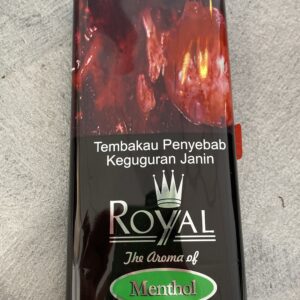 Tembakau Penyebab
Keguguran Janin
ROYAL
The Aroma of
Menthol